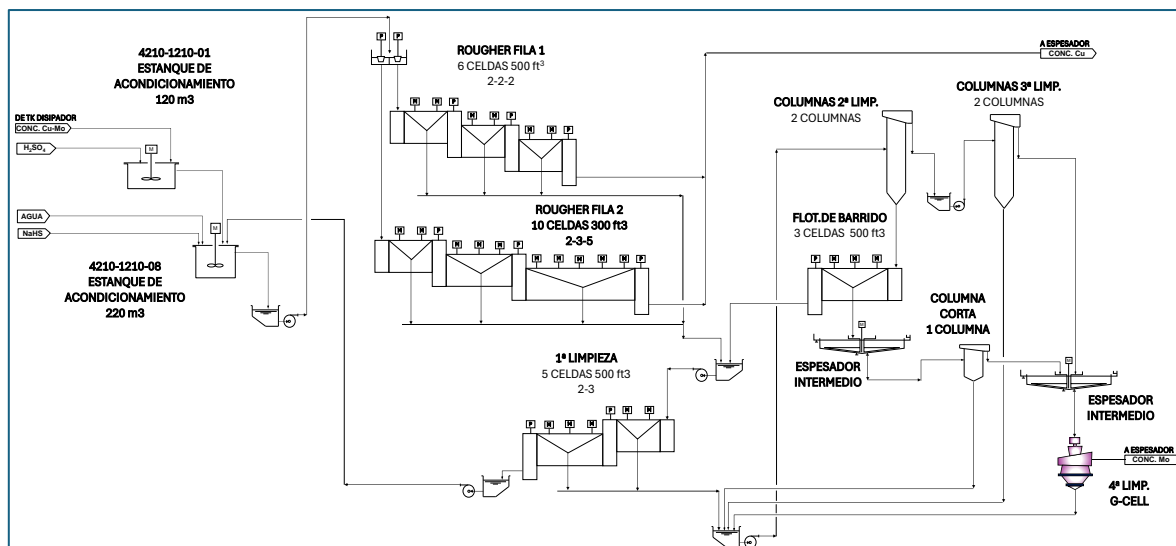 4210-1210-01
ESTANQUE DE
ACONDICIONAMIENTO
120 m3
DE TK DISIPADOR
CONC. Cu-Mo
H₂SO₄
M
AGUA
NaHS
M
4210-1210-08
ESTANQUE DE
ACONDICIONAMIENTO
220 m3
P P
ROUGHER FILA 1
6 CELDAS 500 ft³
2-2-2
M M P M M P M M P
ROUGHER FILA 2
10 CELDAS 300 ft3
2-3-5
M M P M M P M M M M M P
1ª LIMPIEZA
5 CELDAS 500 ft3
2-3
P M M M P M M
A ESPESADOR
CONC. Cu
COLUMNAS 2ª LIMP.
2 COLUMNAS
COLUMNAS 3ª LIMP.
2 COLUMNAS
FLOT.DE BARRIDO
3 CELDAS 500 ft3
P M M M
M
ESPESADOR
INTERMEDIO
COLUMNA
CORTA
1 COLUMNA
M
ESPESADOR
INTERMEDIO
A ESPESADOR
CONC. Mo
4ª LIMP.
G-CELL